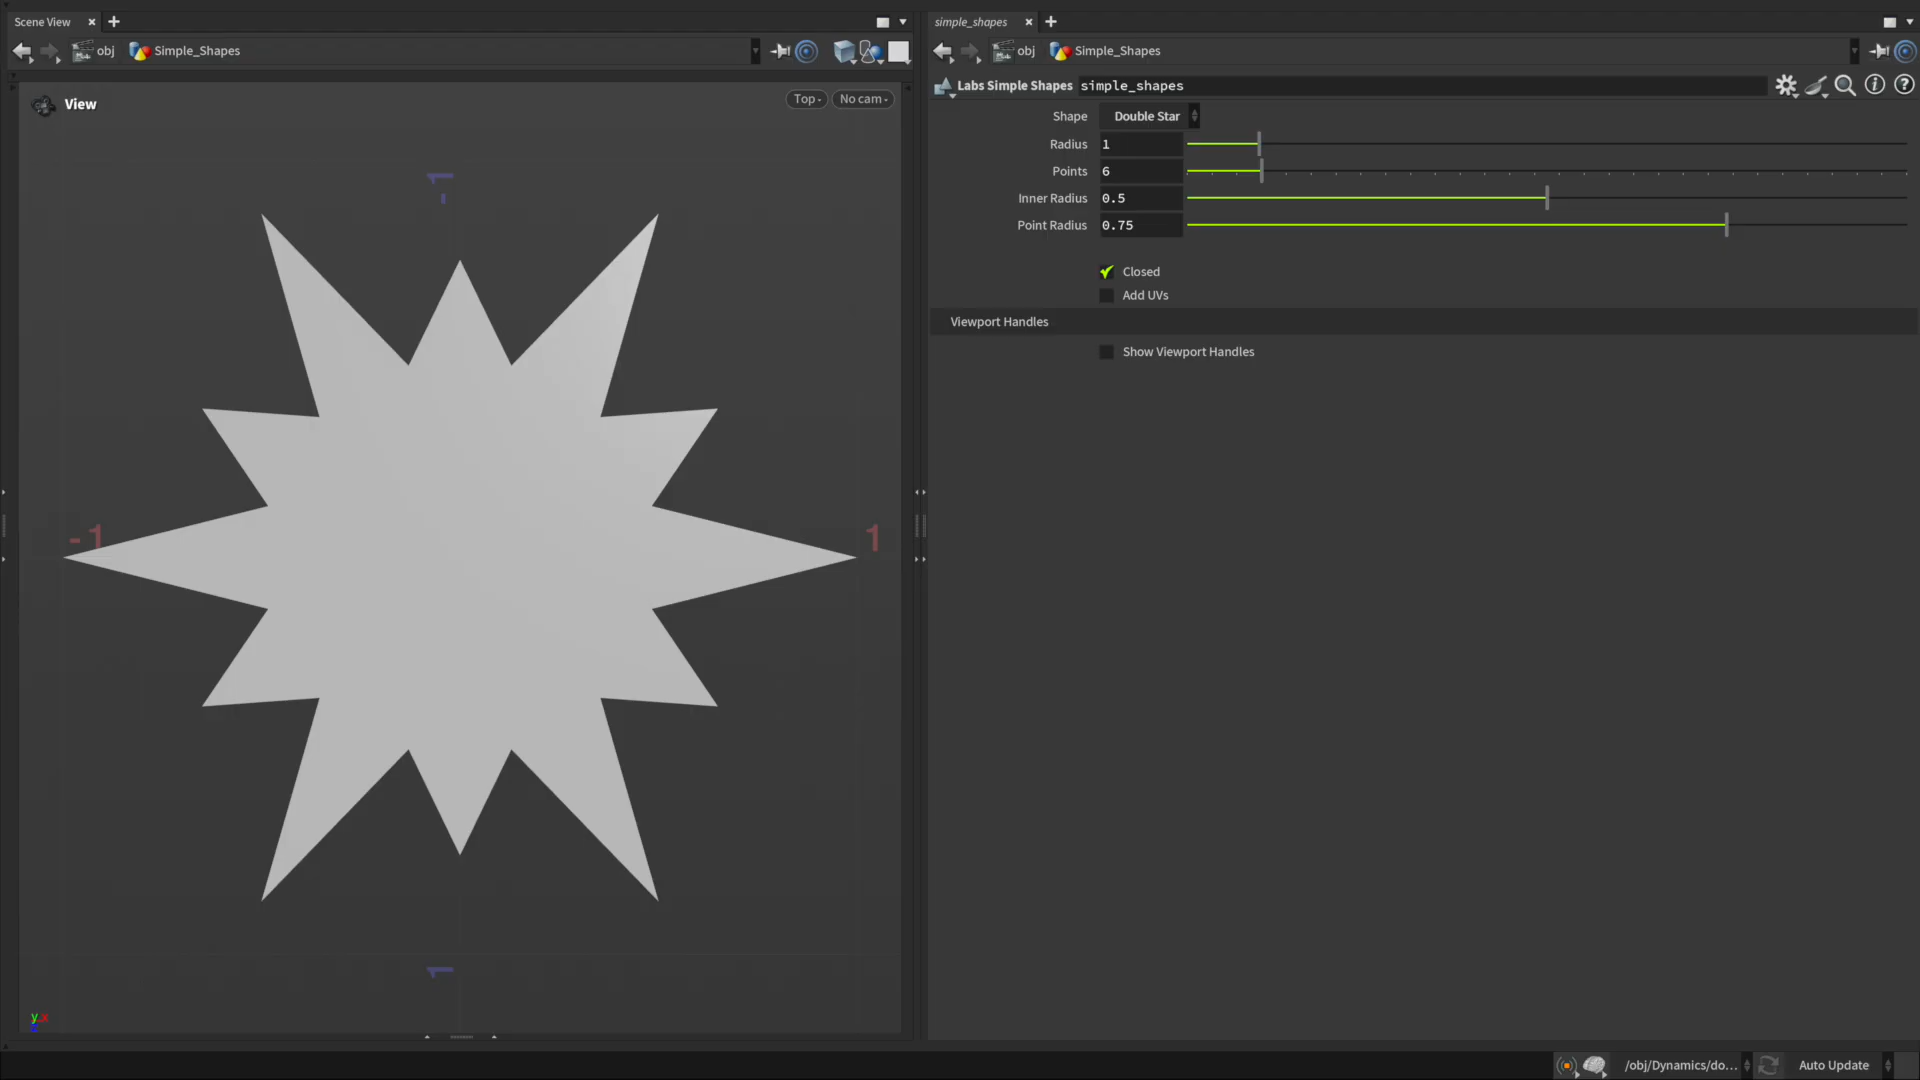 Scene View
simple_shapes
obj Simple_Shapes
obj Simple_Shapes
Labs Simple Shapes simple_shapes
View
Top
No cam
Shape Double Star
Radius 1
Points 6
Inner Radius 0.5
Point Radius 0.75
Closed
Add UVs
Viewport Handles
Show Viewport Handles
-1
-1
1
1
y x
z
/obj/Dynamics/do... Auto Update